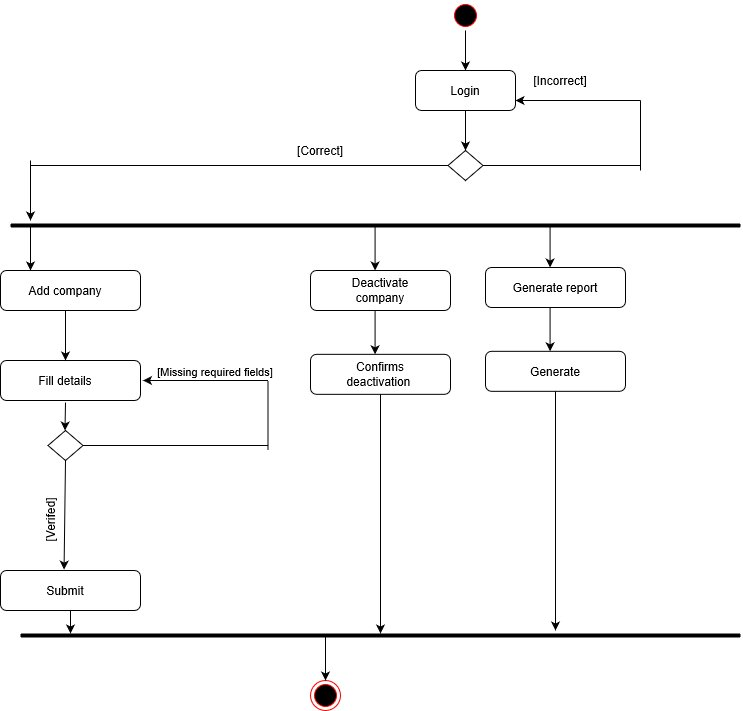 Login
[Incorrect]
[Correct]
Add company
Deactivate
company
Generate report
Fill details
[Missing required fields]
Confirms
deactivation
Generate
[Verifed]
Submit